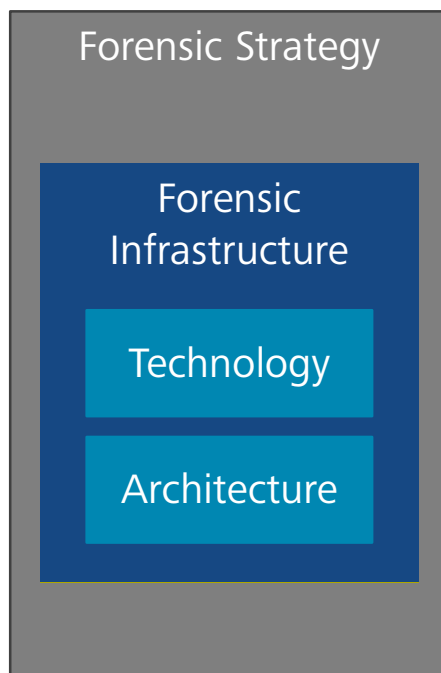 Forensic Strategy
Forensic
Infrastructure
Technology
Architecture